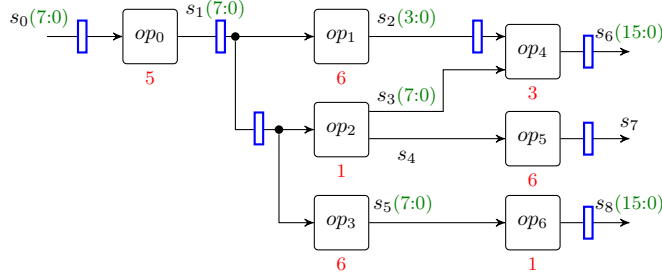 s₀(7:0) s₁(7:0) s₂(3:0) s₆(15:0)
op₀ op₁ op₄
5 6 3
s₃(7:0)
op₂ op₅ s₇
s₄
1 6
s₅(7:0) s₈(15:0)
op₃ op₆
6 1